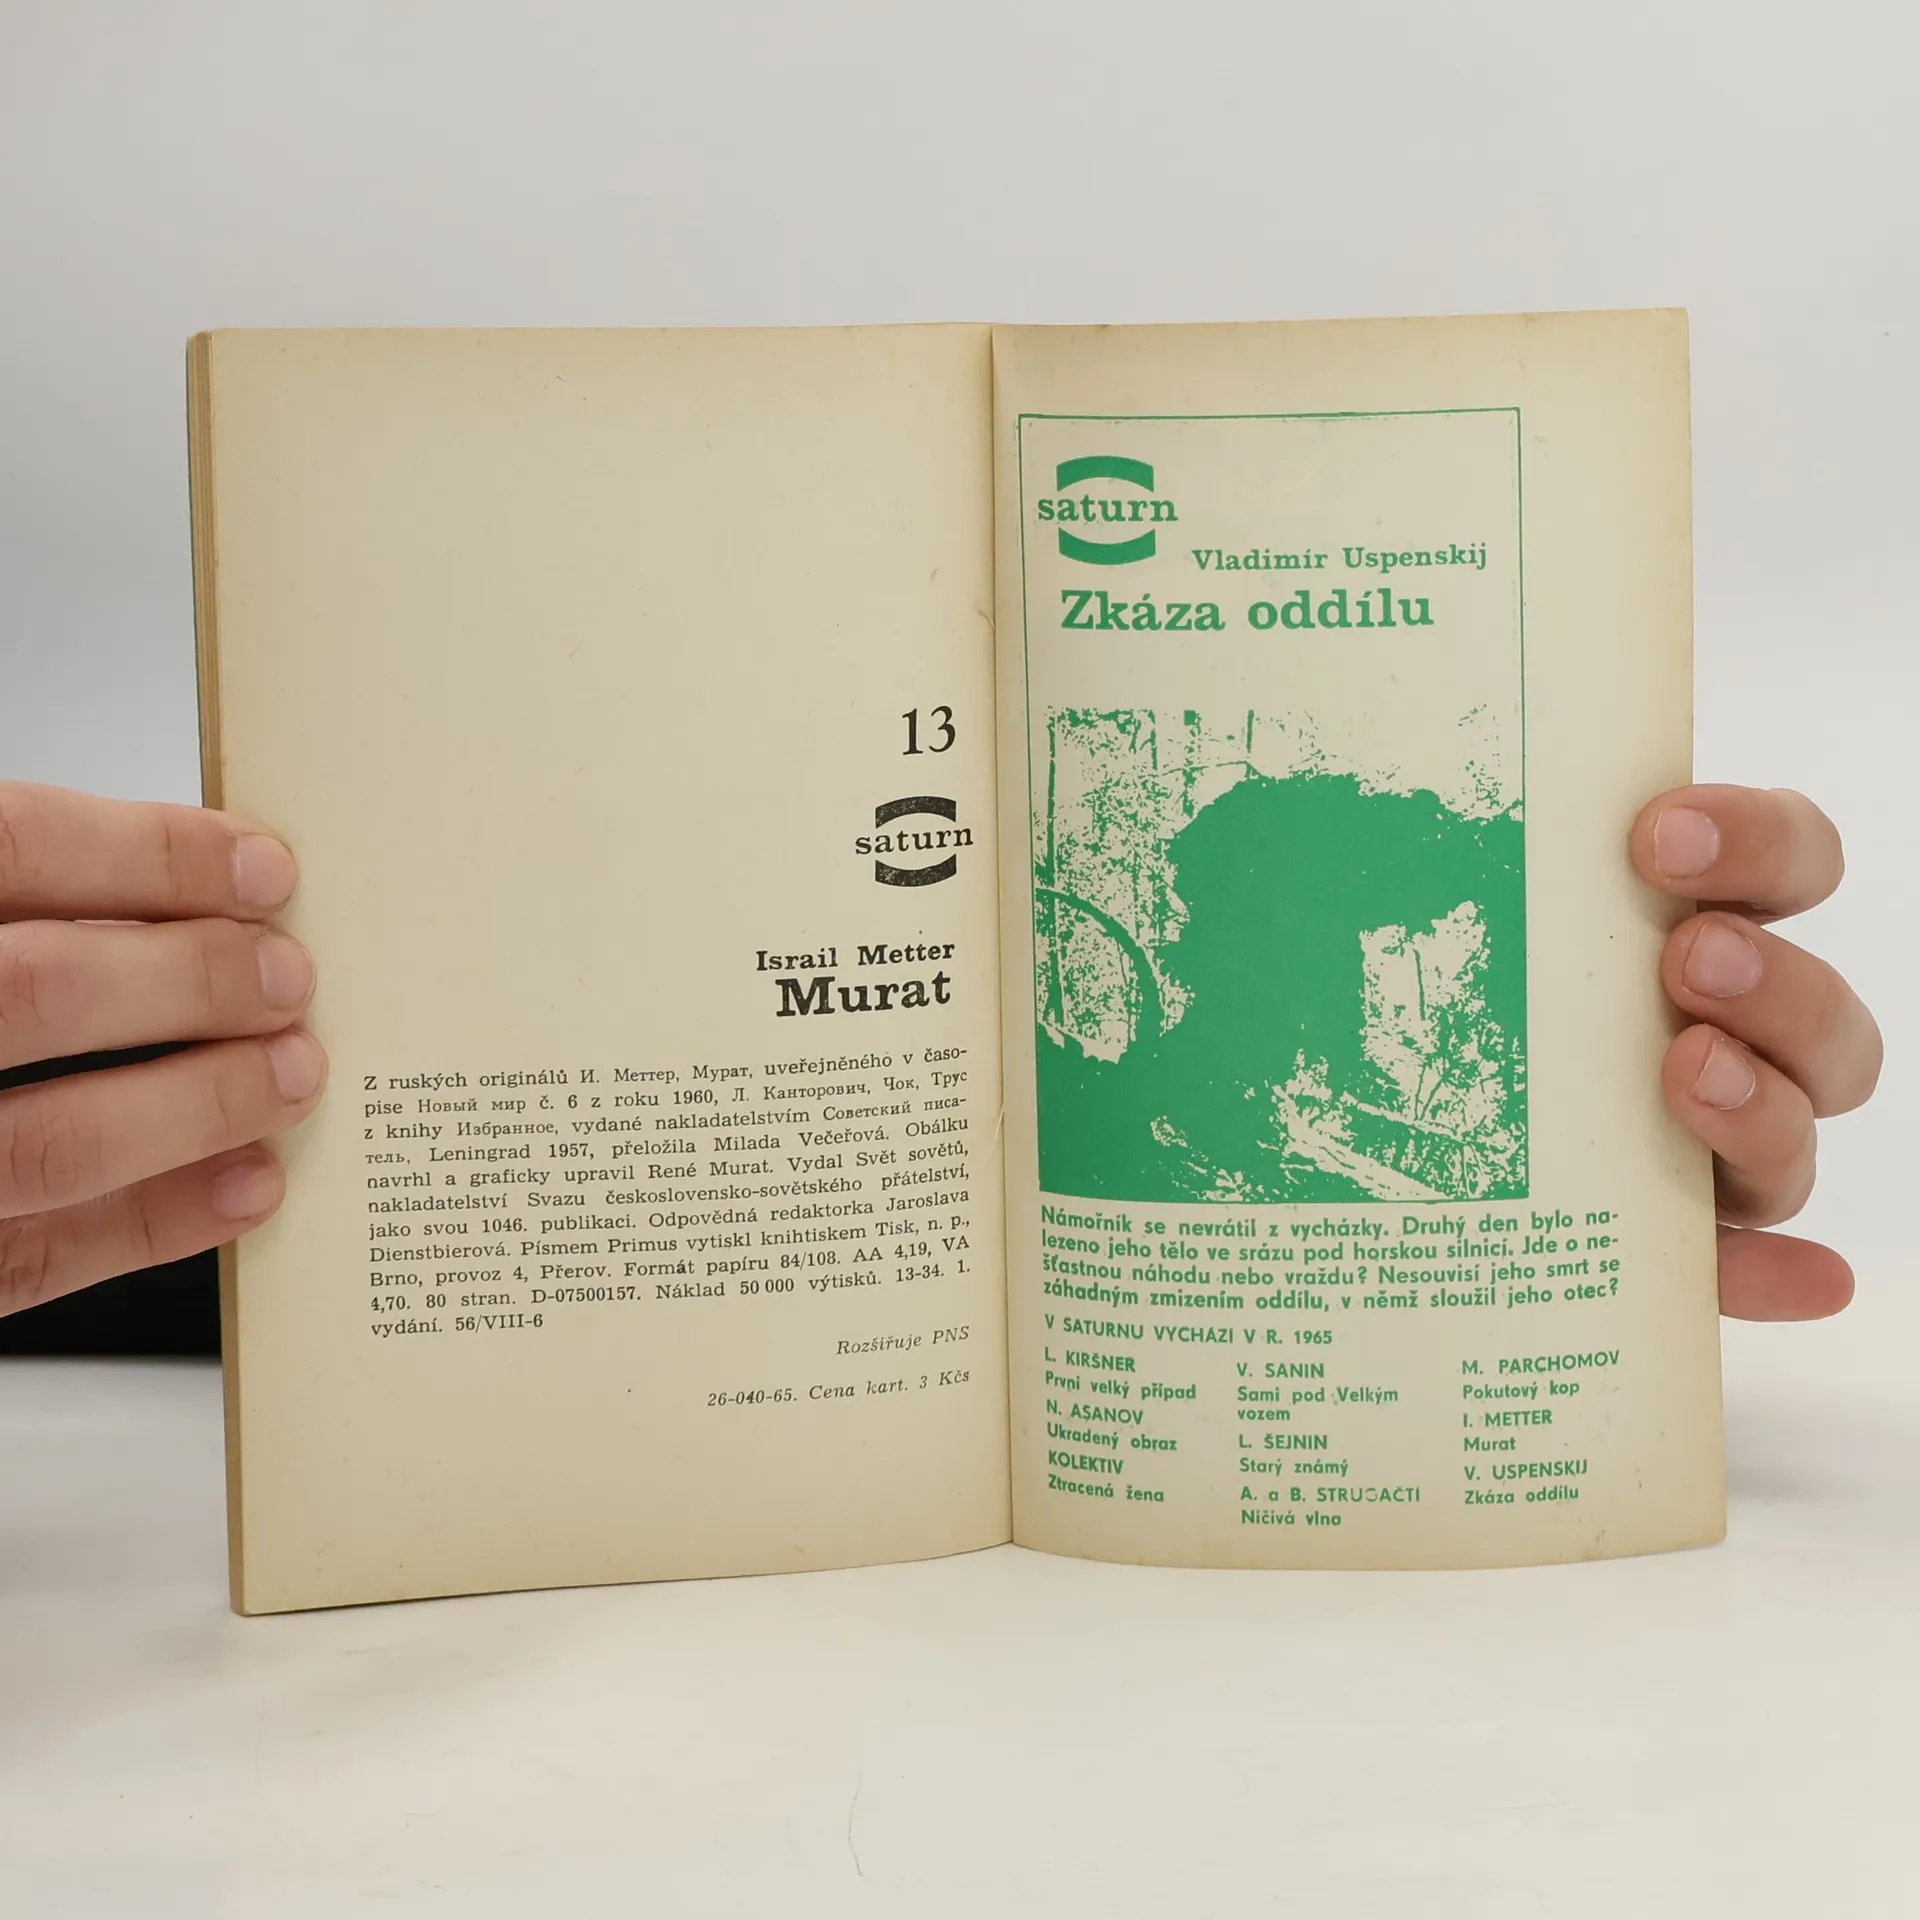 13
saturn
Israil Metter
Murat
Z ruských originálů И. Меттер, Мурат, uveřejněného v časo-
pise Новый мир č. 6 z roku 1960, Л. Канторович, Чок, Трус
z knihy Избранное, vydané nakladatelstvím Советский писа-
тель, Leningrad 1957, přeložila Milada Večeřová. Obálku
navrhl a graficky upravil René Murat. Vydal Svět sovětů,
nakladatelství Svazu československo-sovětského přátelství,
jako svou 1046. publikaci. Odpovědná redaktorka Jaroslava
Dienstbierová. Písmem Primus vytiskl knihtiskem Tisk, n. p.,
Brno, provoz 4, Přerov. Formát papíru 84/108. AA 4,19, VA
4,70. 80 stran. D-07500157. Náklad 50 000 výtisků. 13-34. 1.
vydání. 56/VIII-6
Rozšiřuje PNS
26-040-65. Cena kart. 3 Kčs
saturn
Vladimír Uspenskij
Zkáza oddílu
Námořník se nevrátil z vycházky. Druhý den bylo na-
lezeno jeho tělo ve srázu pod horskou silnicí. Jde o ne-
šťastnou náhodu nebo vraždu? Nesouvisí jeho smrt se
záhadným zmizením oddílu, v němž sloužil jeho otec?
V SATURNU VYCHÁZÍ V R. 1965
L. KIRŠNER
První velký případ
N. ASANOV
Ukradený obraz
KOLEKTIV
Ztracená žena
V. SANIN
Sami pod Velkým
vozem
L. ŠEJNIN
Starý známý
A. a B. STRUGAČTÍ
Ničivá vlna
M. PARCHOMOV
Pokutový kop
I. METTER
Murat
V. USPENSKIJ
Zkáza oddílu